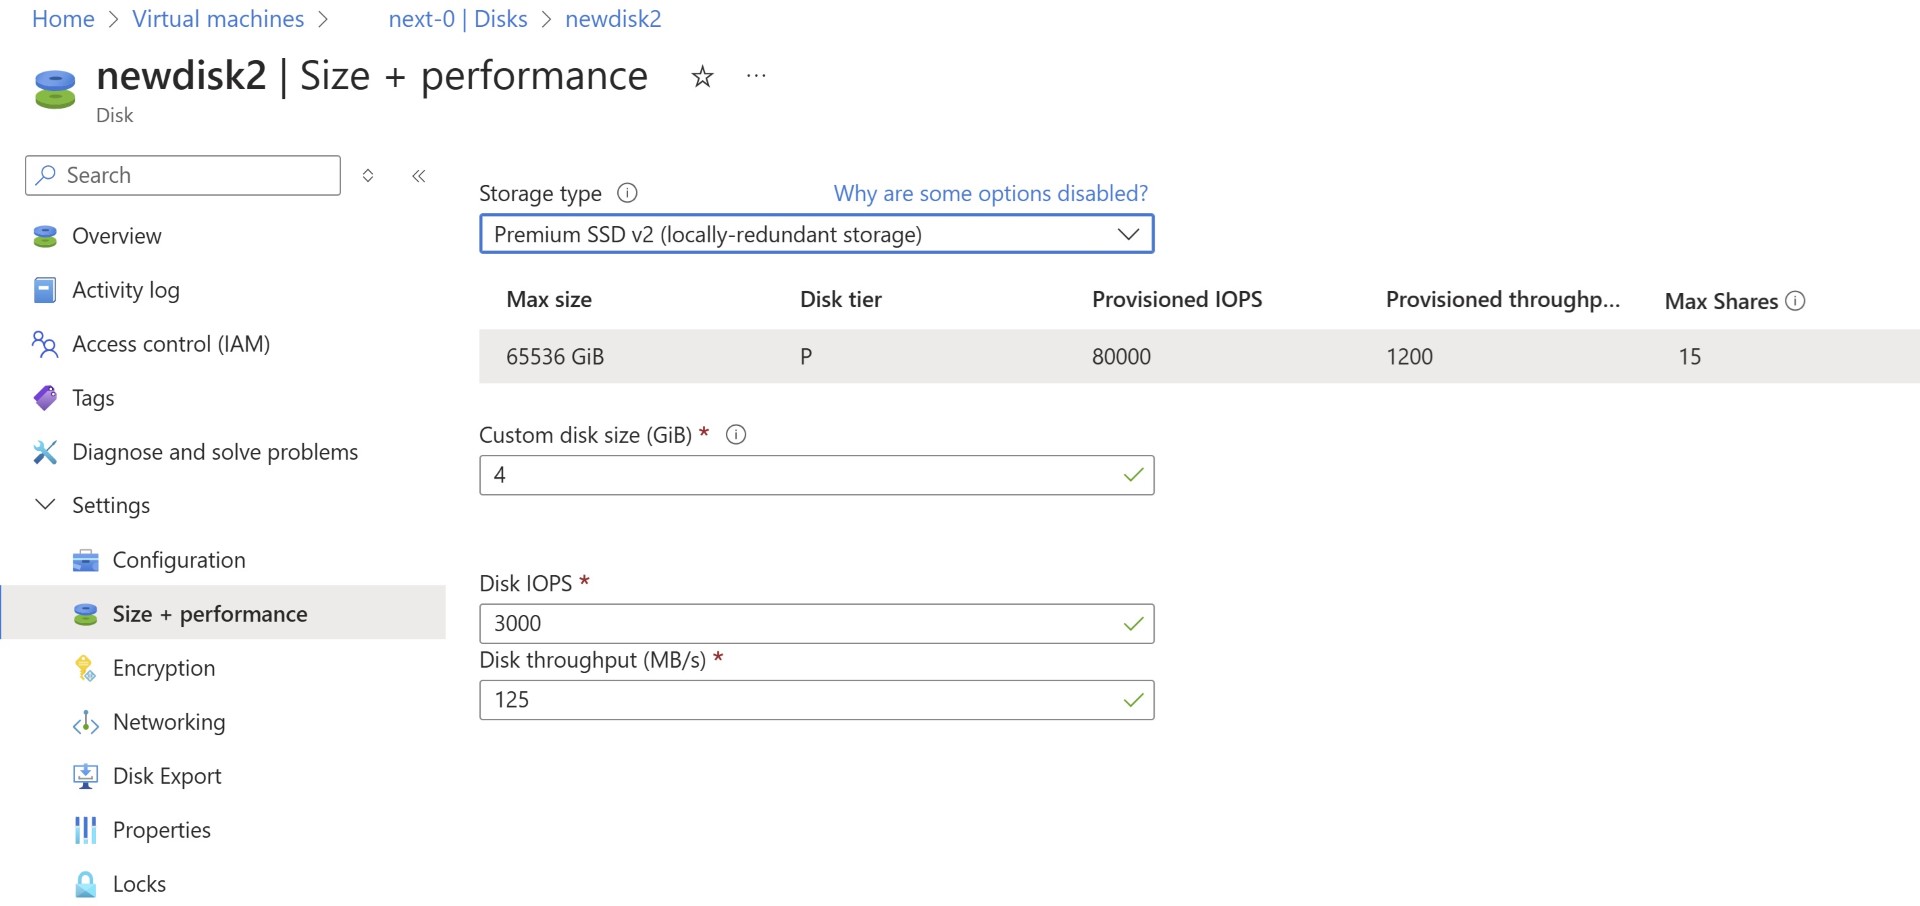 Home > Virtual machines > next-0 | Disks > newdisk2
newdisk2 | Size + performance
Disk
Search
Overview
Activity log
Access control (IAM)
Tags
Diagnose and solve problems
Settings
Configuration
Size + performance
Encryption
Networking
Disk Export
Properties
Locks
Storage type Why are some options disabled?
Premium SSD v2 (locally-redundant storage)
Max size Disk tier Provisioned IOPS Provisioned throughp... Max Shares
65536 GiB P 80000 1200 15
Custom disk size (GiB) *
4
Disk IOPS *
3000
Disk throughput (MB/s) *
125